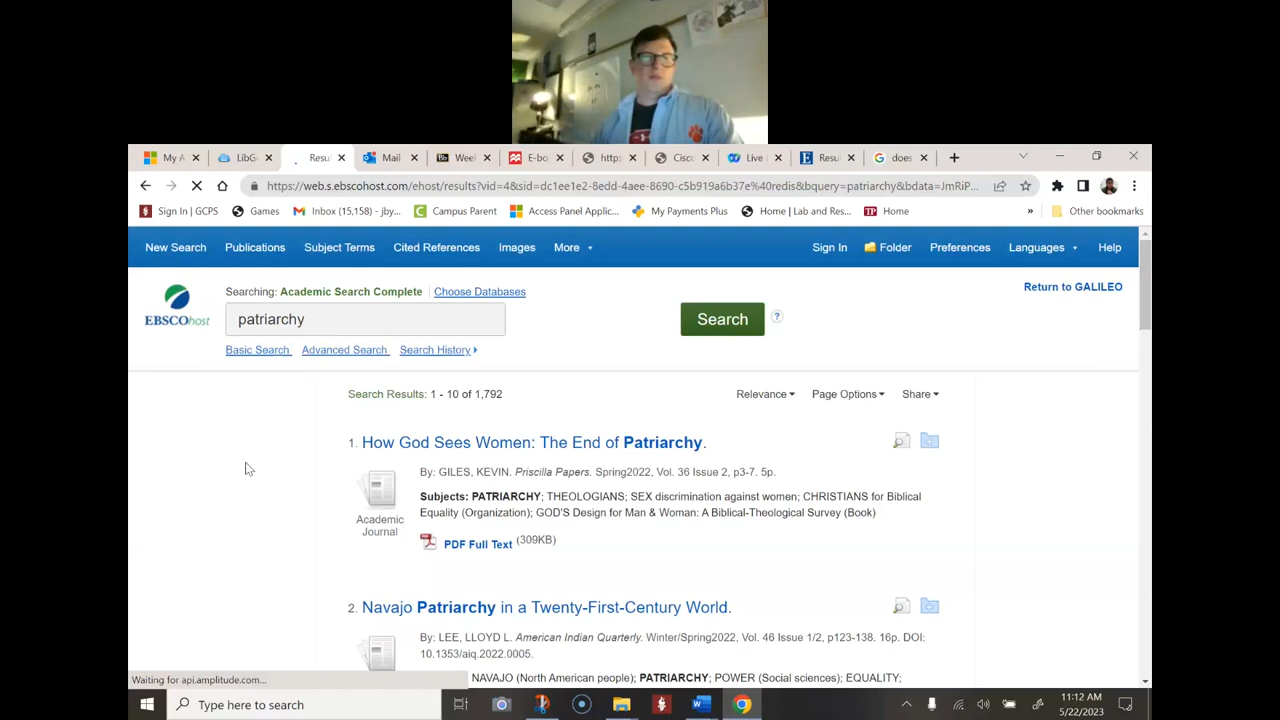 My A
LibG
Resul
Mail
Bb Weel
E-bo
https
Cisco
Live
Resu
does
https://web.s.ebscohost.com/ehost/results?vid=4&sid=dc1ee1e2-8edd-4aee-8690-c5b919a6b37e%40redis&bquery=patriarchy&bdata=JmRiP...
Sign In | GCPS
Games
Inbox (15,158) - jby...
Campus Parent
Access Panel Applic...
My Payments Plus
Home | Lab and Res...
TP Home
»
Other bookmarks
New Search Publications Subject Terms Cited References Images More
Sign In Folder Preferences Languages Help
Searching: Academic Search Complete Choose Databases
Return to GALILEO
EBSCOhost
patriarchy
Search
?
Basic Search Advanced Search Search History
Search Results: 1 - 10 of 1,792
Relevance Page Options Share
1. How God Sees Women: The End of Patriarchy.
By: GILES, KEVIN. Priscilla Papers. Spring2022, Vol. 36 Issue 2, p3-7. 5p.
Subjects: PATRIARCHY; THEOLOGIANS; SEX discrimination against women; CHRISTIANS for Biblical
Equality (Organization); GOD'S Design for Man & Woman: A Biblical-Theological Survey (Book)
Academic
Journal
PDF Full Text (309KB)
2. Navajo Patriarchy in a Twenty-First-Century World.
By: LEE, LLOYD L. American Indian Quarterly. Winter/Spring2022, Vol. 46 Issue 1/2, p123-138. 16p. DOI:
10.1353/aiq.2022.0005.
NAVAJO (North American people); PATRIARCHY; POWER (Social sciences); EQUALITY;
Waiting for api.amplitude.com...
Type here to search
11:12 AM
5/22/2023